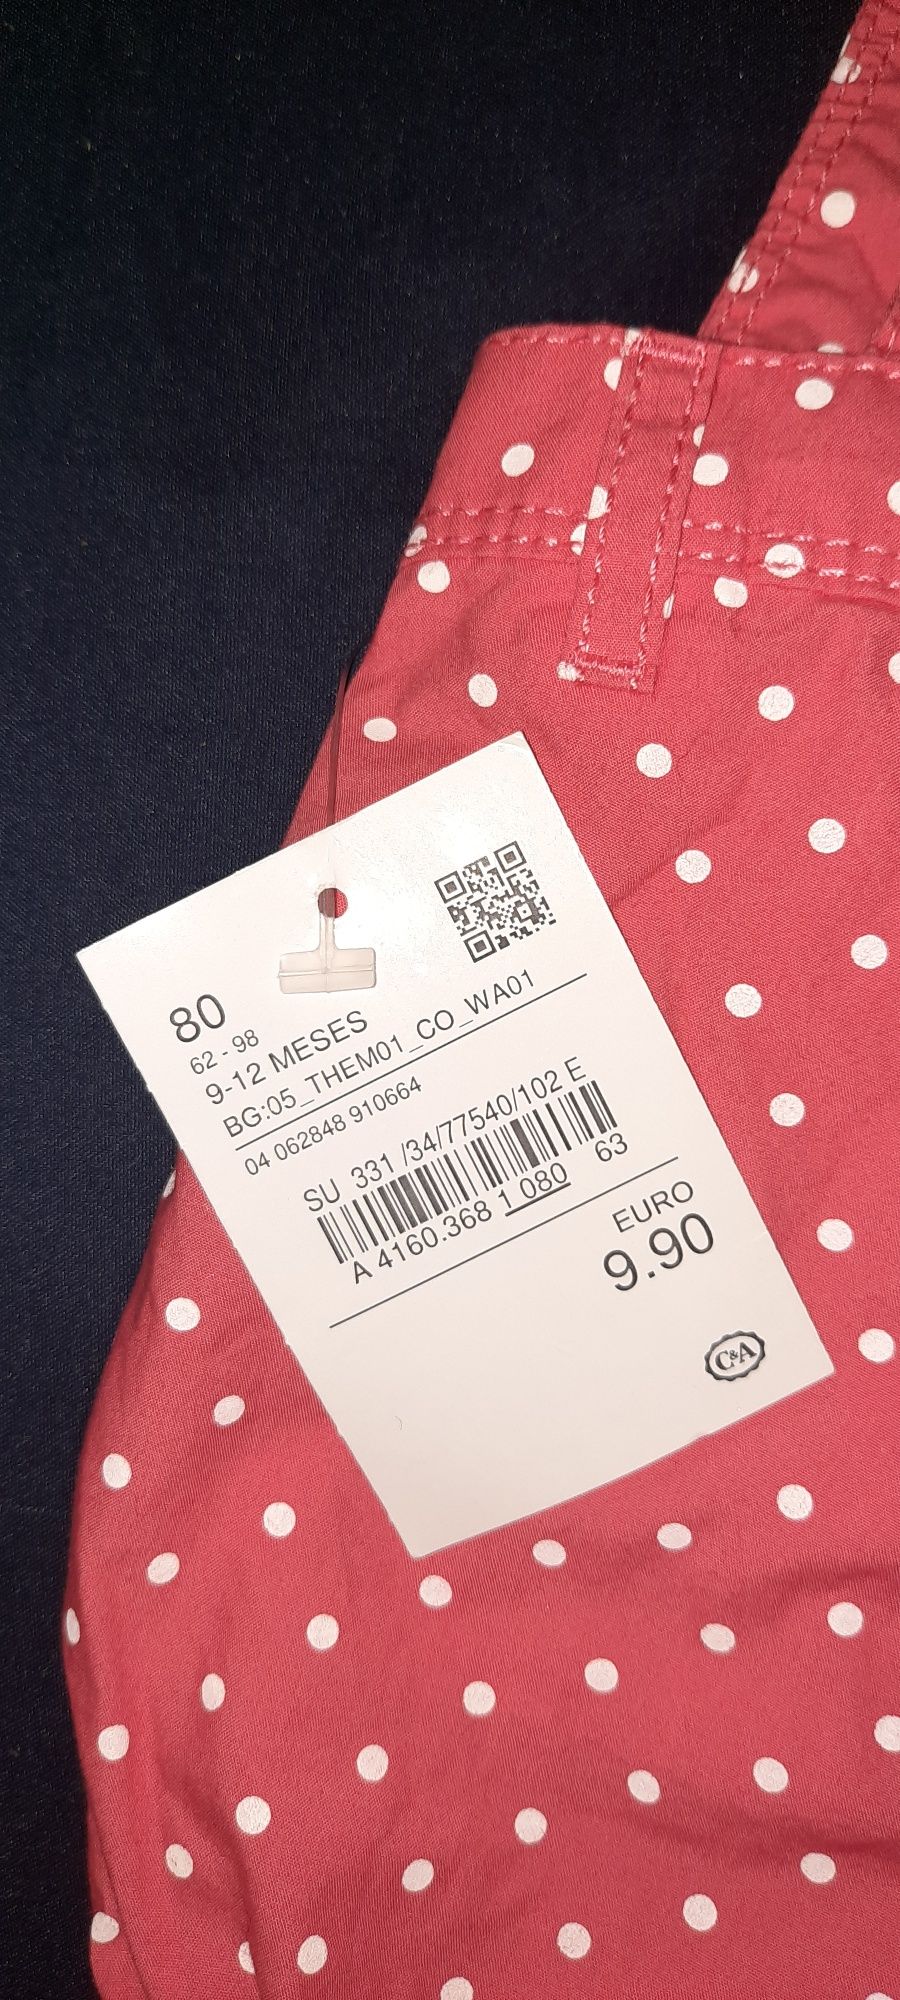 80
62 - 98
9-12 MESES
BG:05_THEM01_CO_WA01
04 062848 910664
SU 331 /34/77540/102 E
A 4160.368 1 080 63
EURO
9.90
C&A